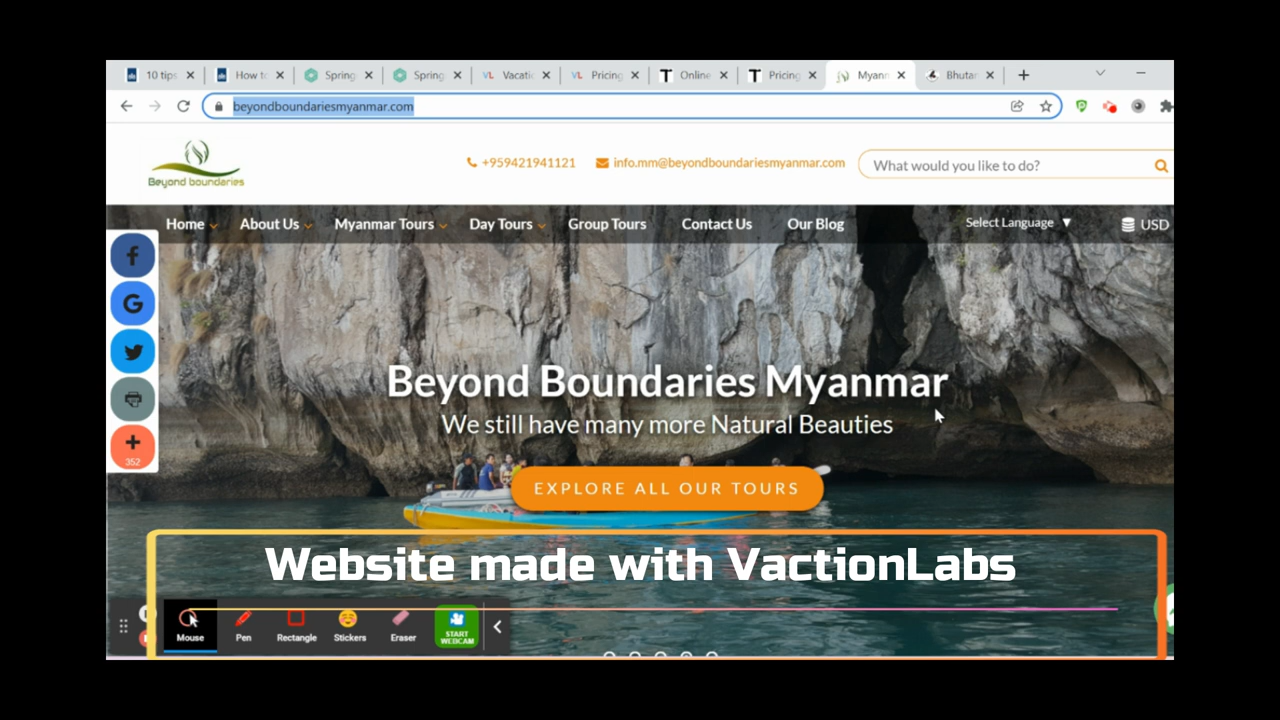 10 tips
How to
Spring
Spring
Vacati
Pricing
Online
Pricing
Myann
Bhutan
beyondboundariesmyanmar.com
Beyond boundaries
+959421941121
info.mm@beyondboundariesmyanmar.com
What would you like to do?
Home
About Us
Myanmar Tours
Day Tours
Group Tours
Contact Us
Our Blog
Select Language ▼
USD
352
Beyond Boundaries Myanmar
We still have many more Natural Beauties
EXPLORE ALL OUR TOURS
Website made with VactionLabs
Mouse
Pen
Rectangle
Stickers
Eraser
START
WEBCAM